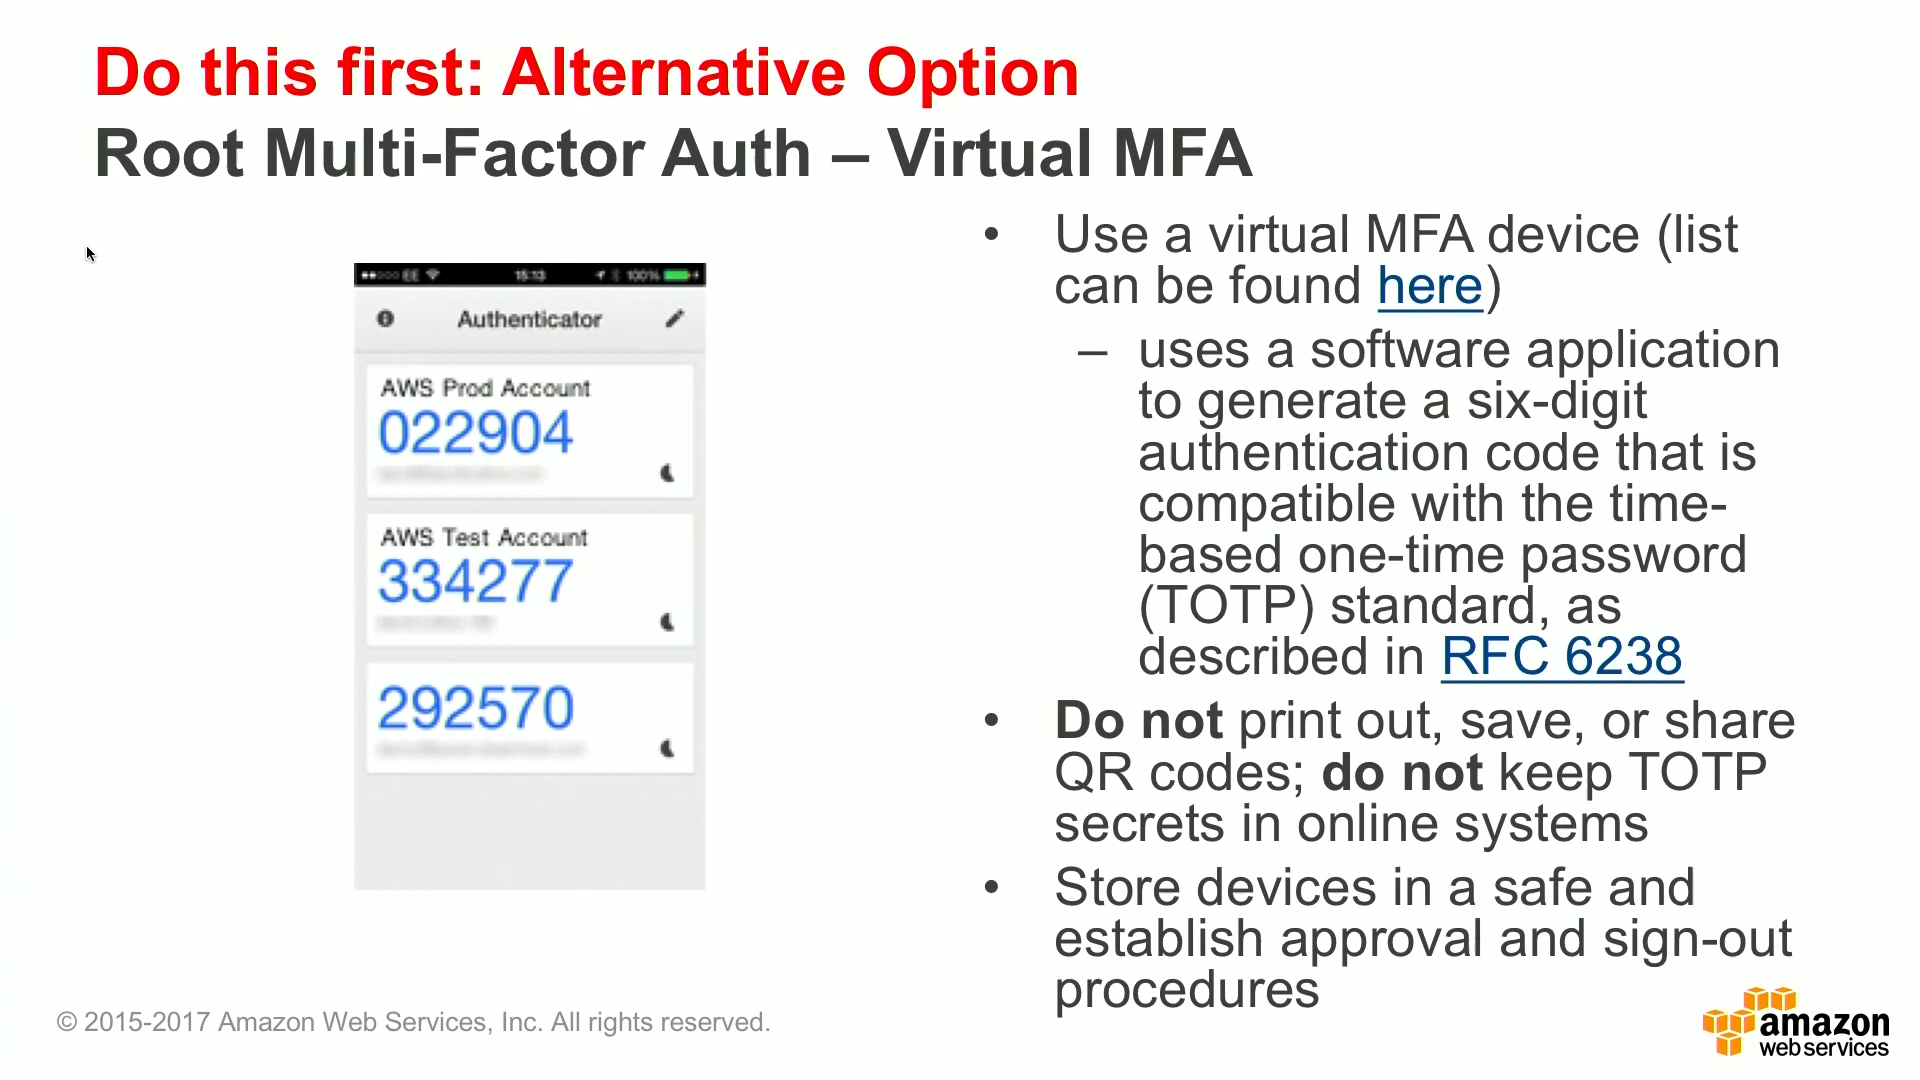 Do this first: Alternative Option
Root Multi-Factor Auth – Virtual MFA
EE 15:13 100%
Authenticator
AWS Prod Account
022904
AWS Test Account
334277
292570
• Use a virtual MFA device (list
can be found here)
– uses a software application
to generate a six-digit
authentication code that is
compatible with the time-
based one-time password
(TOTP) standard, as
described in RFC 6238
• Do not print out, save, or share
QR codes; do not keep TOTP
secrets in online systems
• Store devices in a safe and
establish approval and sign-out
procedures
© 2015-2017 Amazon Web Services, Inc. All rights reserved.
amazon
web services